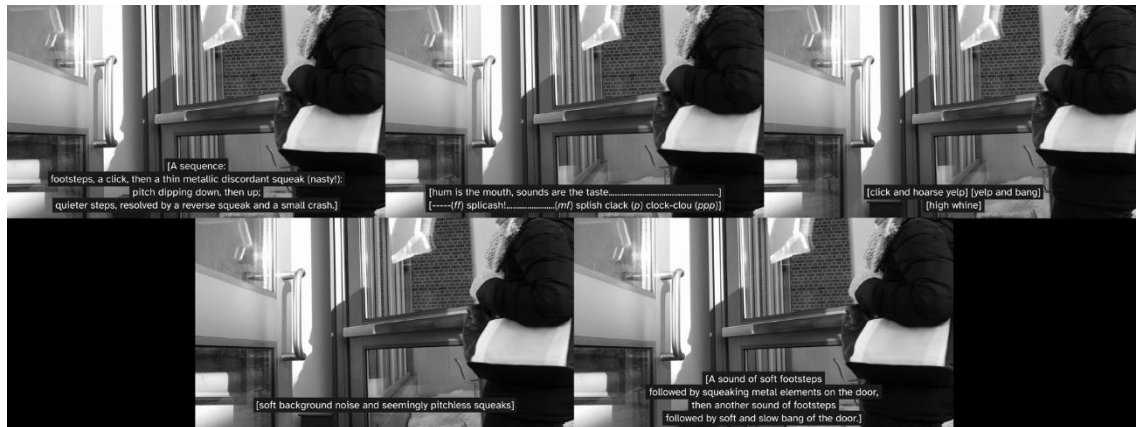 [A sequence:
footsteps, a click, then a thin metallic discordant squeak (nasty!):
pitch dipping down, then up;
quieter steps, resolved by a reverse squeak and a small crash.]
[hum is the mouth, sounds are the taste.......................................................]
[-----(ff) splicash!.........................(mf) splish clack (p) clock-clou (ppp)]
[click and hoarse yelp] [yelp and bang]
[high whine]
[soft background noise and seemingly pitchless squeaks]
[A sound of soft footsteps
followed by squeaking metal elements on the door,
then another sound of footsteps
followed by soft and slow bang of the door.]